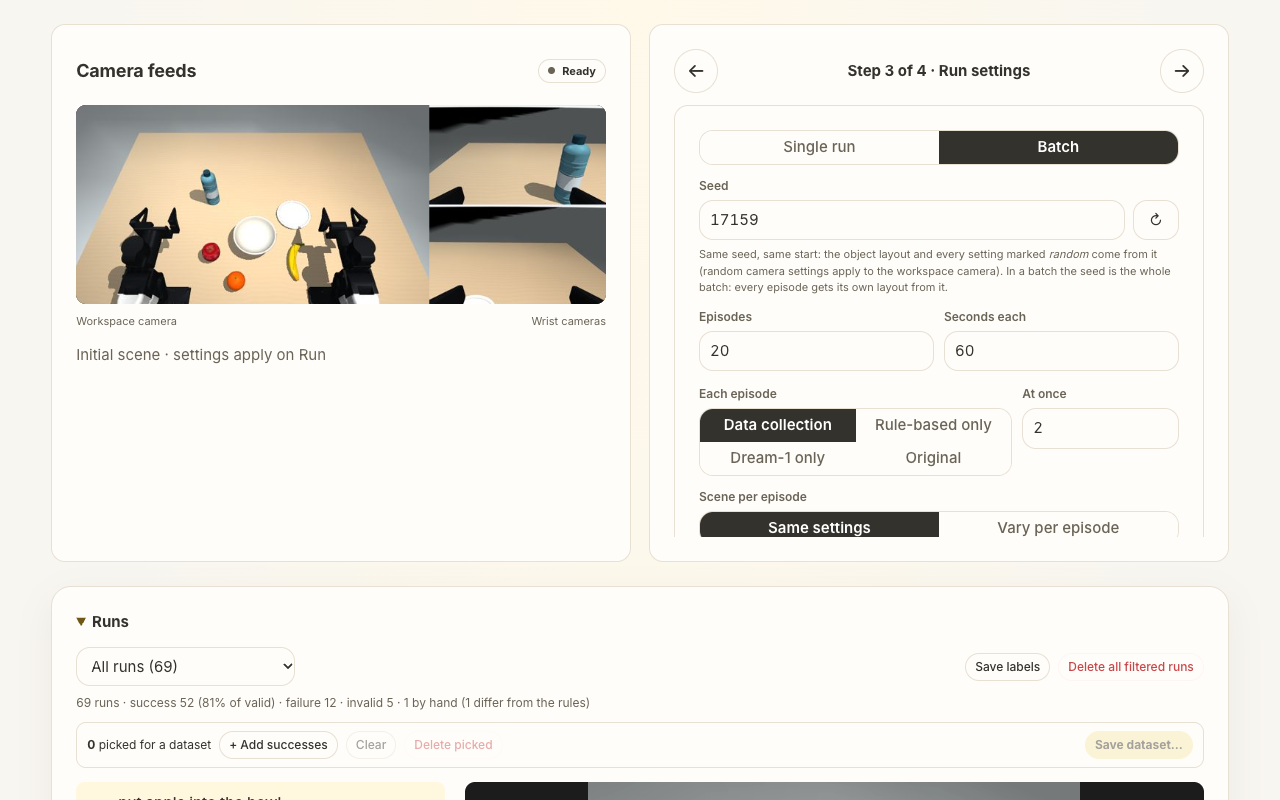 Camera feeds
Ready
Workspace camera
Wrist cameras
Initial scene · settings apply on Run
Step 3 of 4 · Run settings
Single run
Batch
Seed
17159
Same seed, same start: the object layout and every setting marked random come from it
(random camera settings apply to the workspace camera). In a batch the seed is the whole
batch: every episode gets its own layout from it.
Episodes
Seconds each
20
60
Each episode
At once
Data collection
Rule-based only
2
Dream-1 only
Original
Scene per episode
Same settings
Vary per episode
Runs
All runs (69)
Save labels
Delete all filtered runs
69 runs · success 52 (81% of valid) · failure 12 · invalid 5 · 1 by hand (1 differ from the rules)
0 picked for a dataset
+ Add successes
Clear
Delete picked
Save dataset...
put apple into the bowl